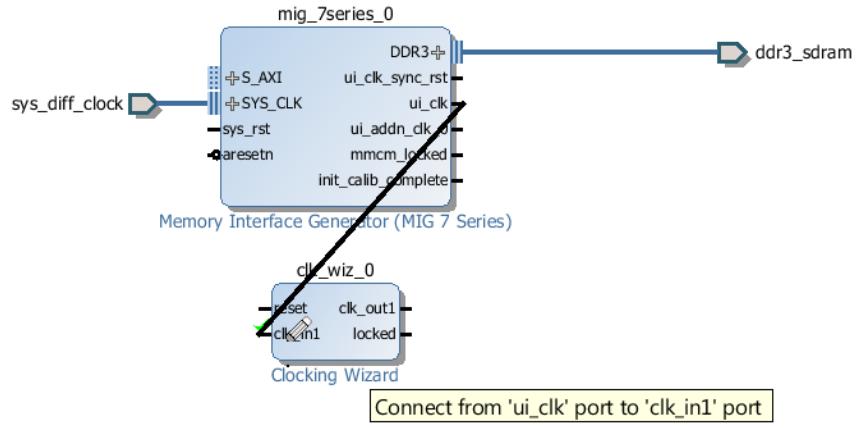 mig_7series_0
DDR3
ddr3_sdram
S_AXI
ui_clk_sync_rst
sys_diff_clock
SYS_CLK
ui_clk
sys_rst
ui_addn_clk_0
aresetn
mmcm_locked
init_calib_complete
Memory Interface Generator (MIG 7 Series)
clk_wiz_0
reset
clk_out1
clk_in1
locked
Clocking Wizard
Connect from 'ui_clk' port to 'clk_in1' port